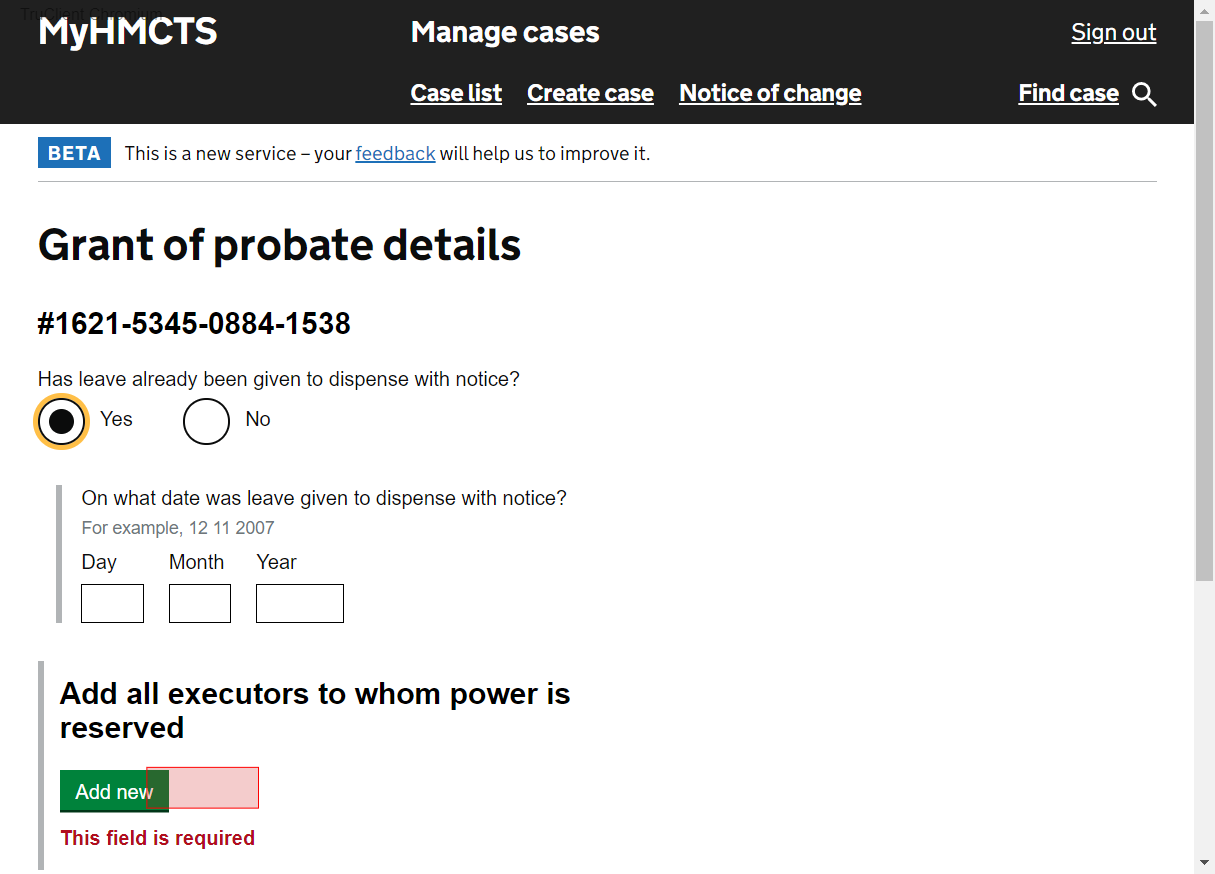 TruClient Chromium
MyHMCTS
Manage cases
Sign out
Case list
Create case
Notice of change
Find case
BETA This is a new service – your feedback will help us to improve it.
Grant of probate details
#1621-5345-0884-1538
Has leave already been given to dispense with notice?
Yes
No
On what date was leave given to dispense with notice?
For example, 12 11 2007
Day Month Year
Add all executors to whom power is
reserved
Add new
This field is required